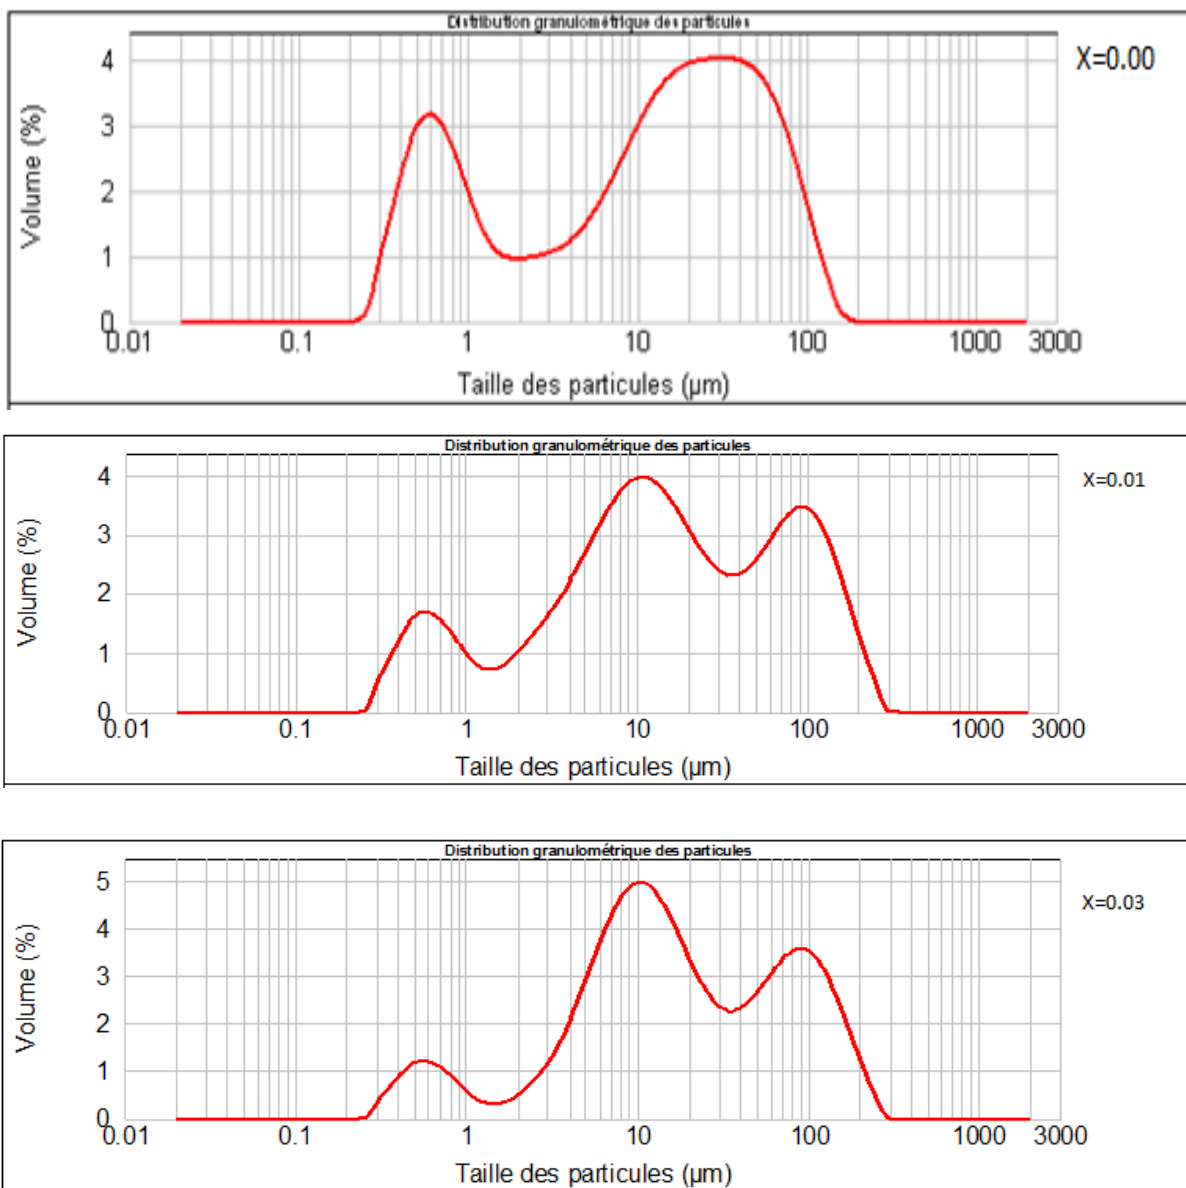 Distribution granulométrique des particules
X=0.00
4
3
2
1
0
Volume (%)
0.01 0.1 1 10 100 1000 3000
Taille des particules (µm)
Distribution granulométrique des particules
X=0.01
4
3
2
1
0
Volume (%)
0.01 0.1 1 10 100 1000 3000
Taille des particules (µm)
Distribution granulométrique des particules
X=0.03
5
4
3
2
1
0
Volume (%)
0.01 0.1 1 10 100 1000 3000
Taille des particules (µm)